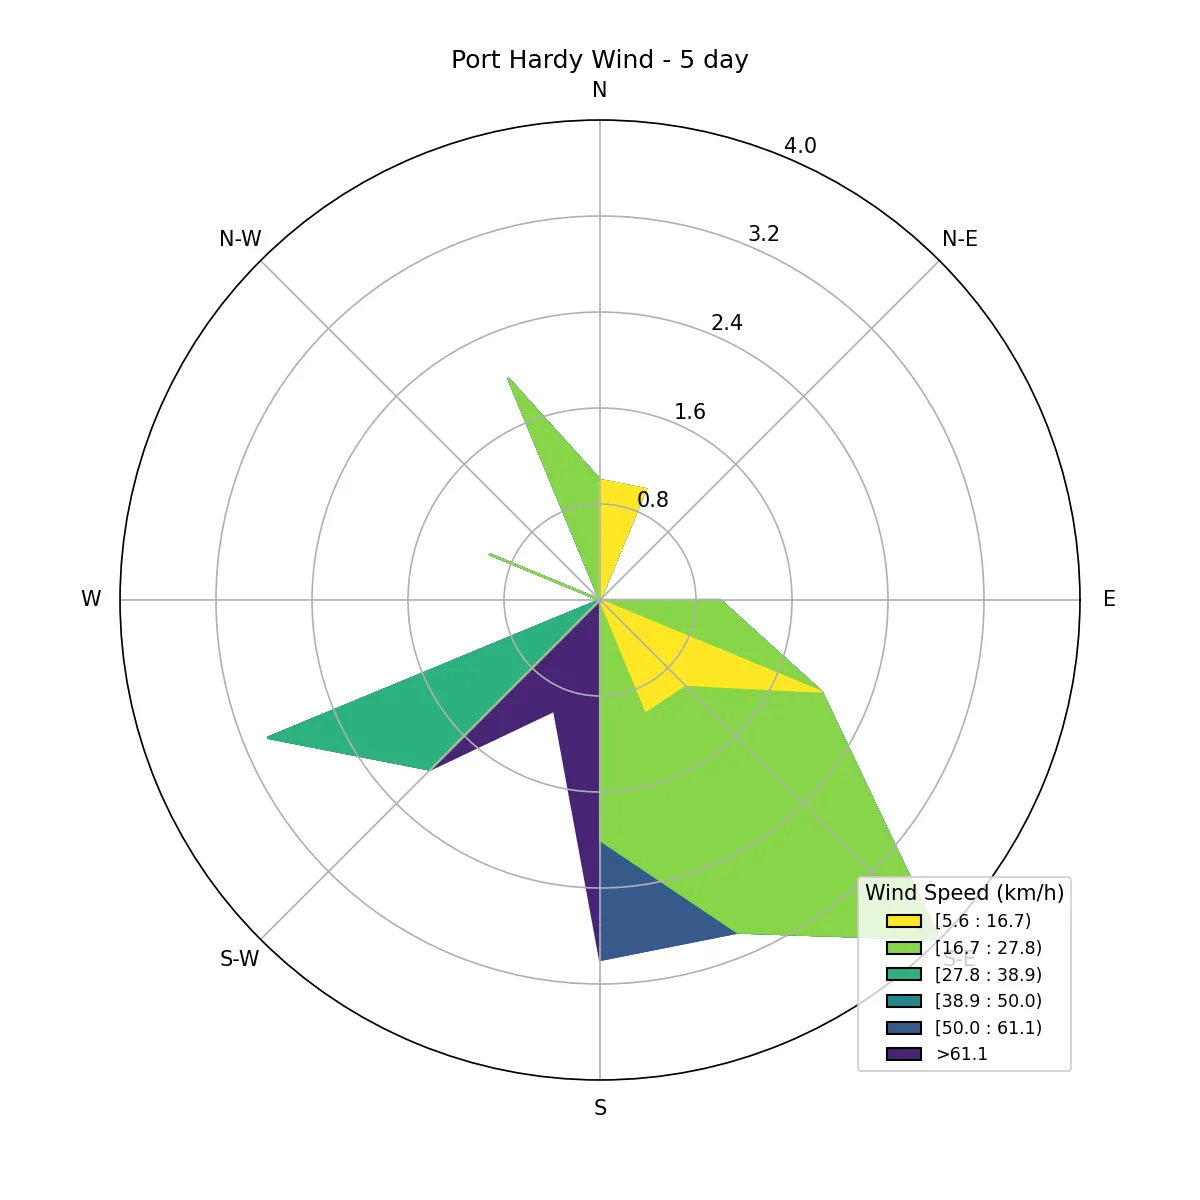 Port Hardy Wind - 5 day
N
4.0
N-W
3.2
N-E
2.4
1.6
0.8
W
E
Wind Speed (km/h)
[5.6 : 16.7)
[16.7 : 27.8)
S-W
S-E
[27.8 : 38.9)
[38.9 : 50.0)
[50.0 : 61.1)
>61.1
S